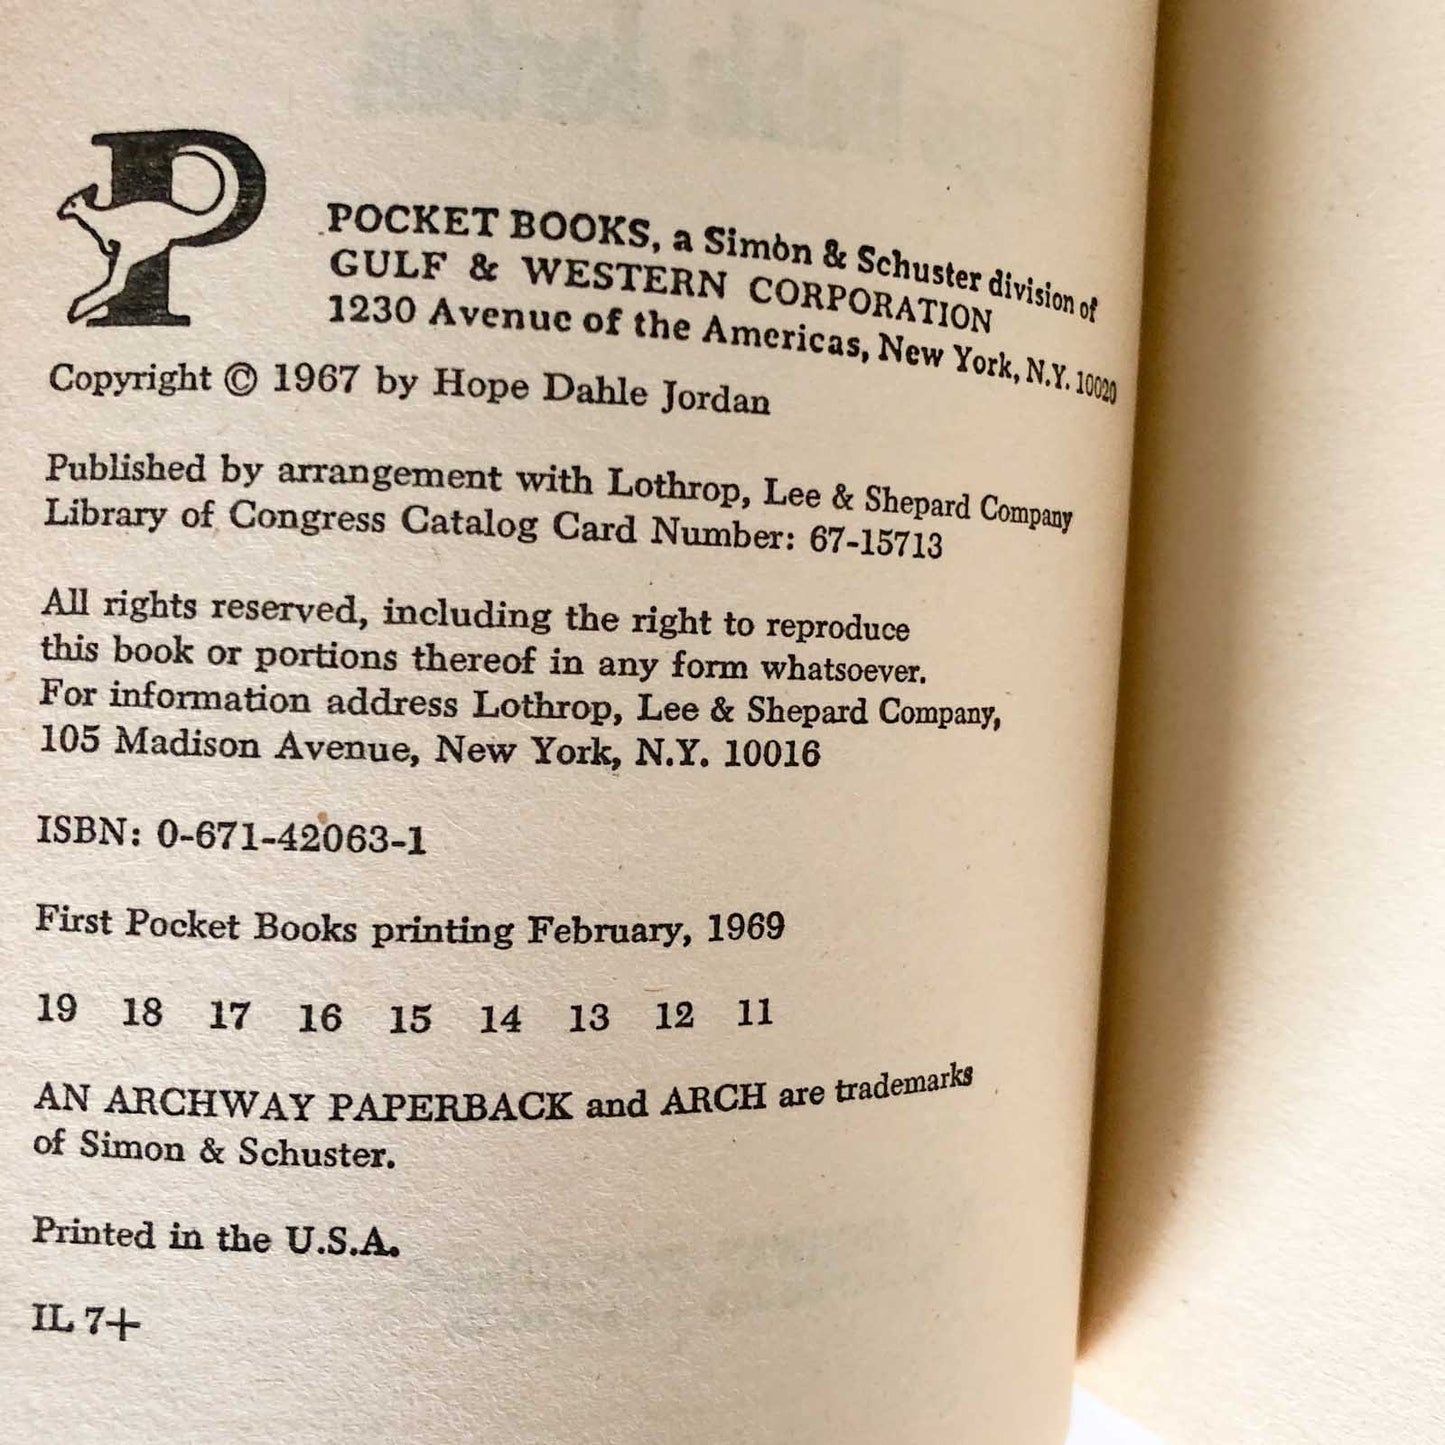 P
POCKET BOOKS, a Simon & Schuster division of
GULF & WESTERN CORPORATION
1230 Avenue of the Americas, New York, N.Y. 10020
Copyright © 1967 by Hope Dahle Jordan
Published by arrangement with Lothrop, Lee & Shepard Company
Library of Congress Catalog Card Number: 67-15713
All rights reserved, including the right to reproduce
this book or portions thereof in any form whatsoever.
For information address Lothrop, Lee & Shepard Company,
105 Madison Avenue, New York, N.Y. 10016
ISBN: 0-671-42063-1
First Pocket Books printing February, 1969
19 18 17 16 15 14 13 12 11
AN ARCHWAY PAPERBACK and ARCH are trademarks
of Simon & Schuster.
Printed in the U.S.A.
IL 7+